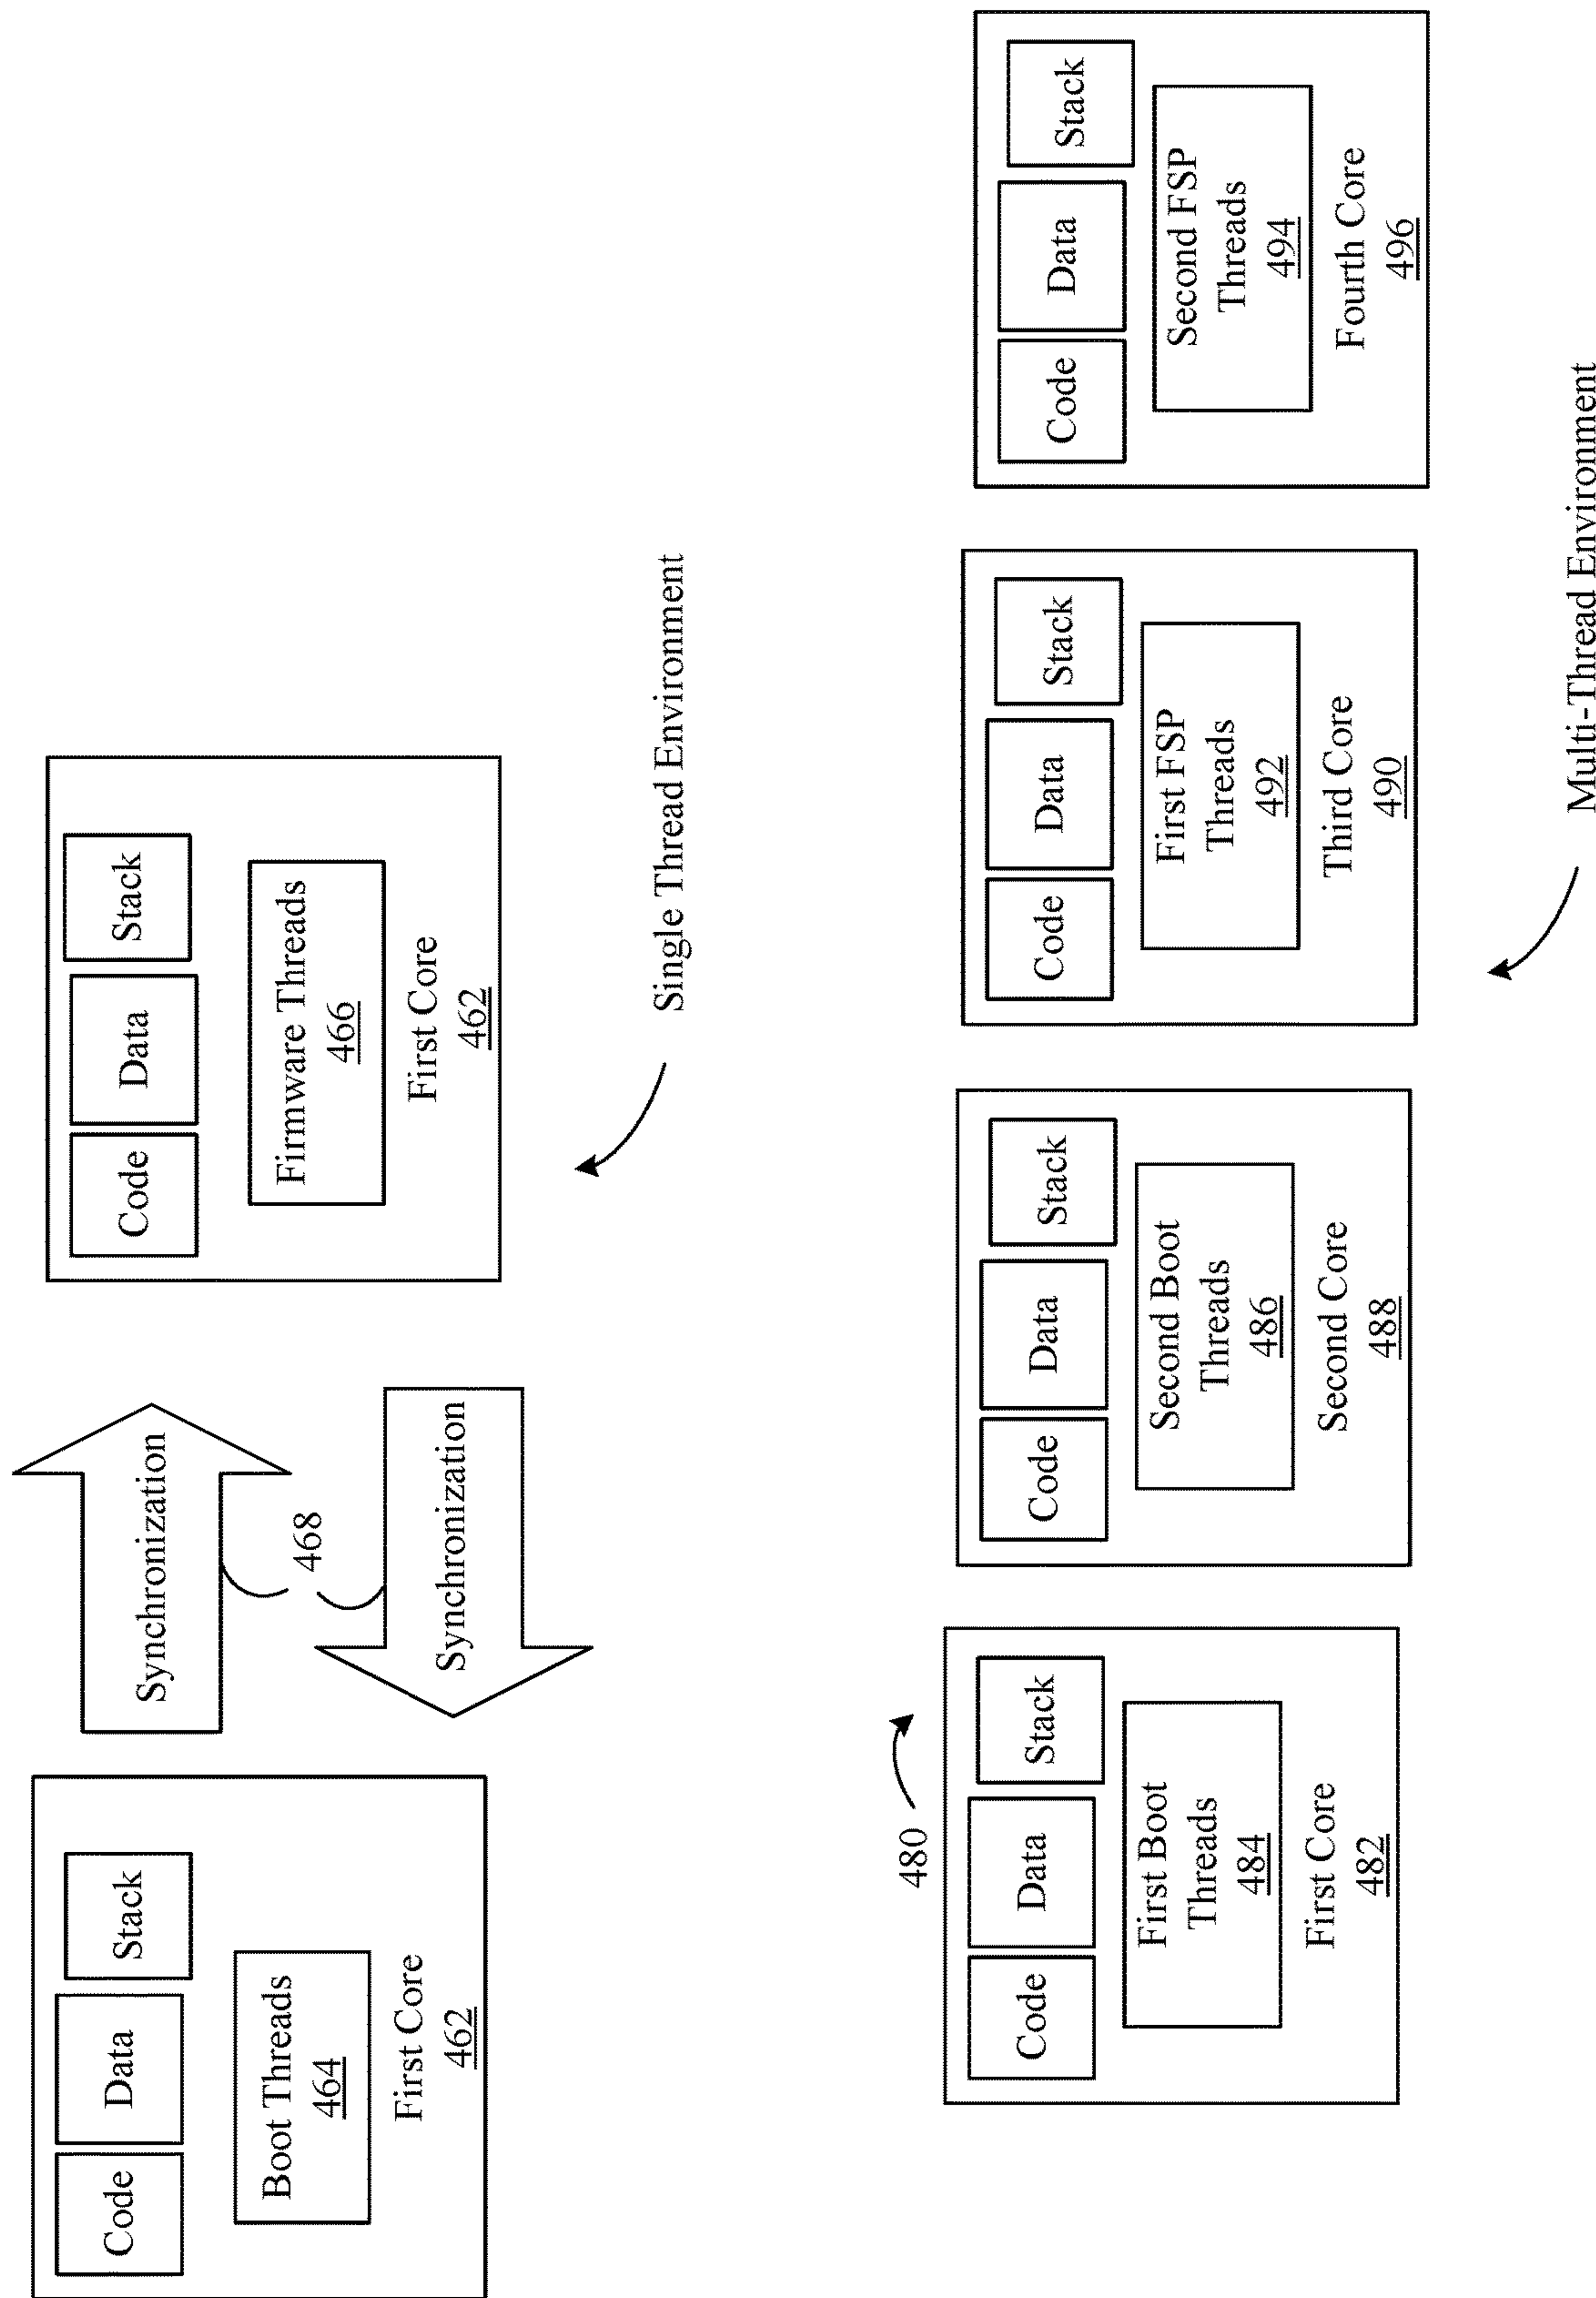 Code
Data
Stack
Boot Threads
464
First Core
462
Synchronization
468
Synchronization
Code
Data
Stack
Firmware Threads
466
First Core
462
Single Thread Environment
480
Code
Data
Stack
First Boot
Threads
484
First Core
482
Code
Data
Stack
Second Boot
Threads
486
Second Core
488
Code
Data
Stack
First FSP
Threads
492
Third Core
490
Code
Data
Stack
Second FSP
Threads
494
Fourth Core
496
Multi-Thread Environment